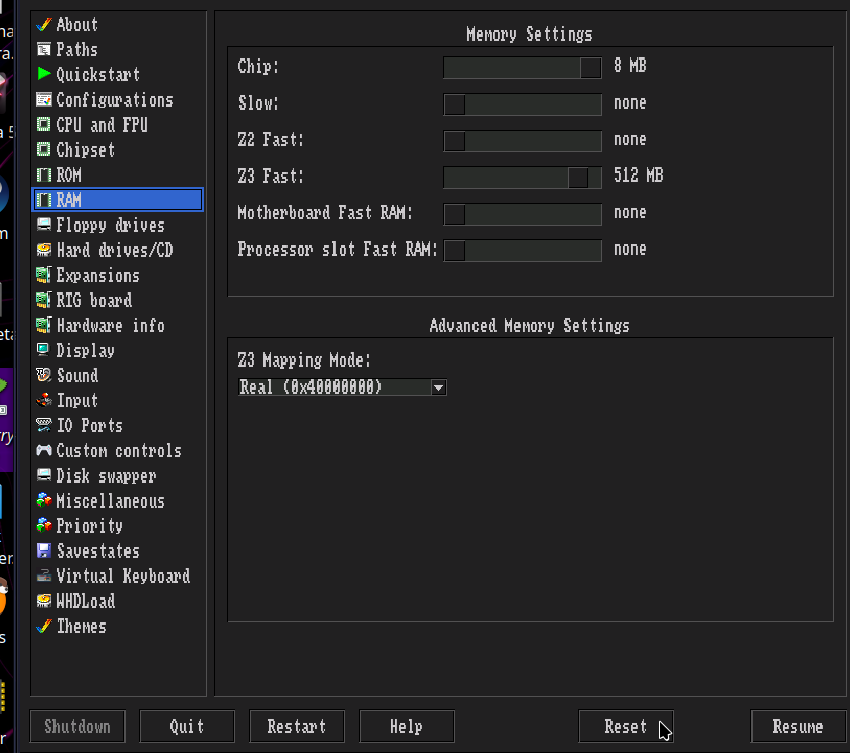 About
Paths
Quickstart
Configurations
CPU and FPU
Chipset
ROM
RAM
Floppy drives
Hard drives/CD
Expansions
RTG board
Hardware info
Display
Sound
Input
IO Ports
Custom controls
Disk swapper
Miscellaneous
Priority
Savestates
Virtual Keyboard
WHDLoad
Themes
Memory Settings
Chip: 8 MB
Slow: none
Z2 Fast: none
Z3 Fast: 512 MB
Motherboard Fast RAM: none
Processor slot Fast RAM: none
Advanced Memory Settings
Z3 Mapping Mode:
Real (0x40000000)
Shutdown Quit Restart Help Reset Resume